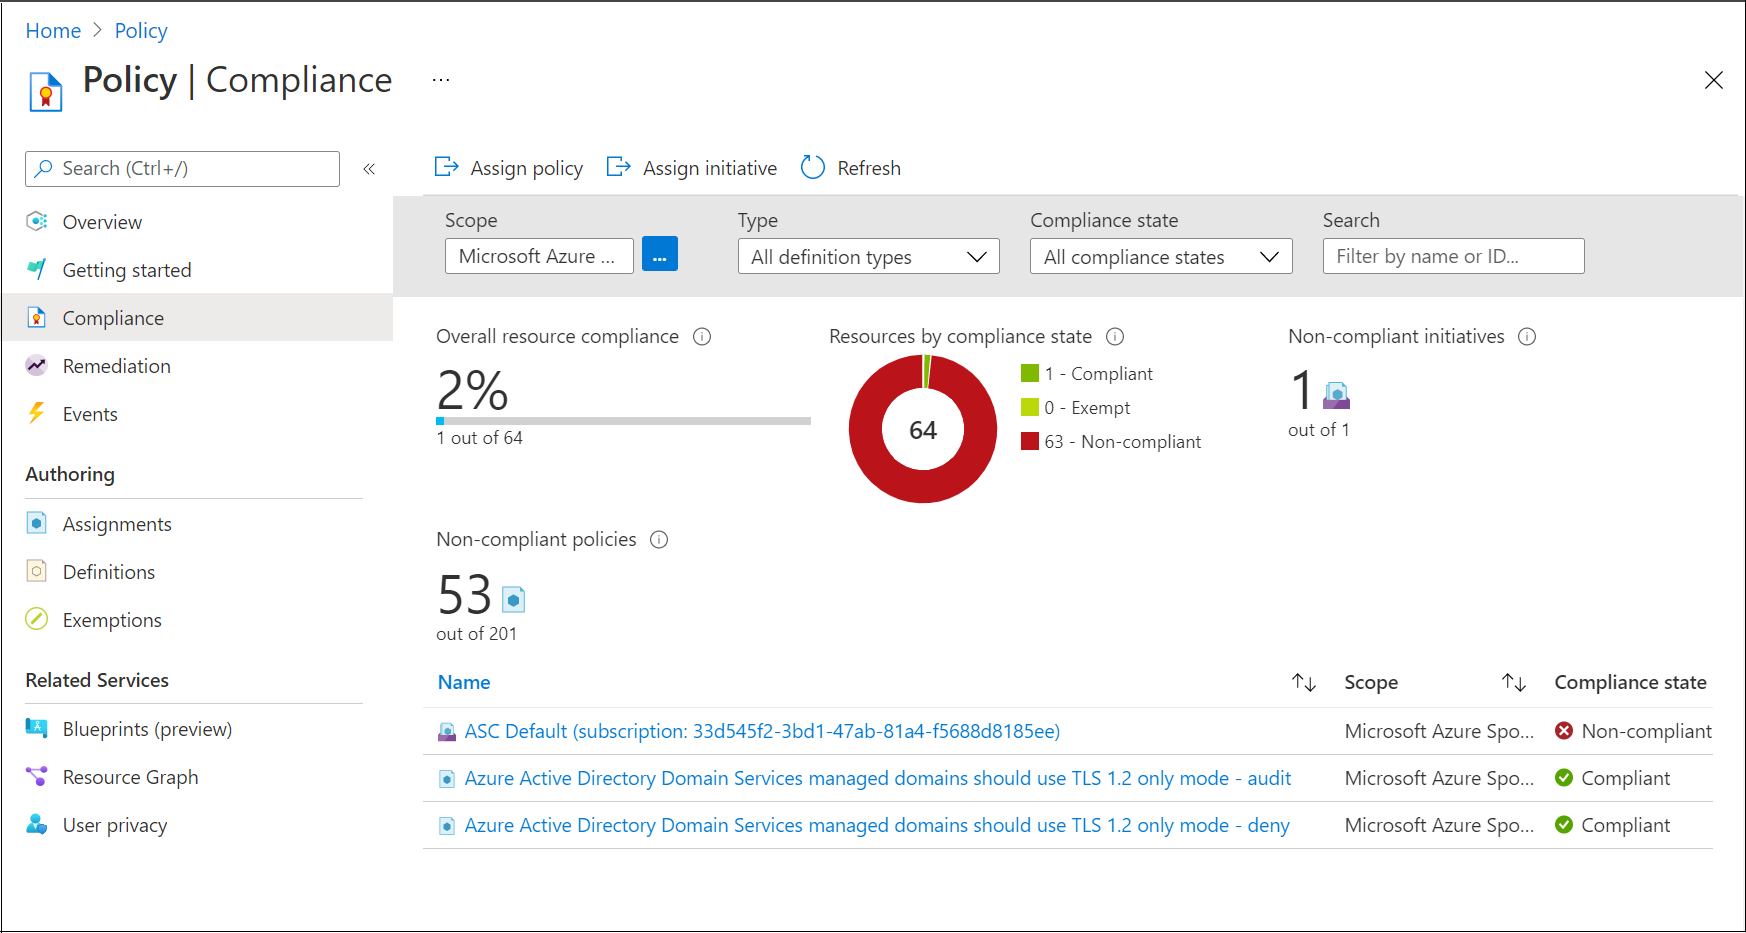 Home > Policy
Policy | Compliance ...
Search (Ctrl+/)
«
Overview
Getting started
Compliance
Remediation
Events
Authoring
Assignments
Definitions
Exemptions
Related Services
Blueprints (preview)
Resource Graph
User privacy
Assign policy Assign initiative Refresh
Scope Type Compliance state Search
Microsoft Azure ... ... All definition types All compliance states Filter by name or ID...
Overall resource compliance
2%
1 out of 64
Resources by compliance state
64
1 - Compliant
0 - Exempt
63 - Non-compliant
Non-compliant initiatives
1
out of 1
Non-compliant policies
53
out of 201
Name Scope Compliance state
ASC Default (subscription: 33d545f2-3bd1-47ab-81a4-f5688d8185ee) Microsoft Azure Spo... Non-compliant
Azure Active Directory Domain Services managed domains should use TLS 1.2 only mode - audit Microsoft Azure Spo... Compliant
Azure Active Directory Domain Services managed domains should use TLS 1.2 only mode - deny Microsoft Azure Spo... Compliant